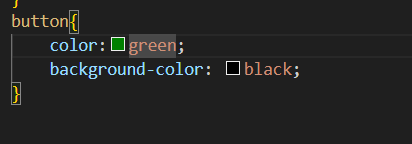 }
button{
color: green;
background-color: black;
}